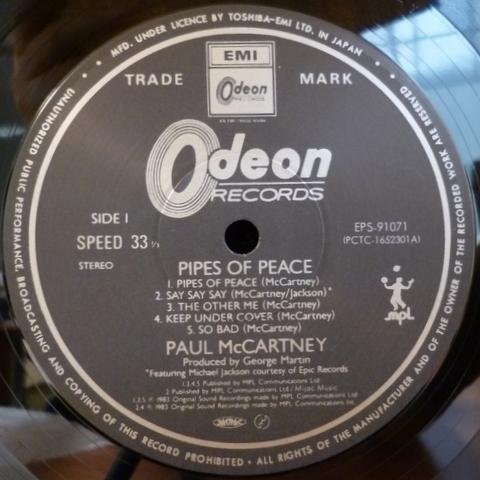 MFD. UNDER LICENCE BY TOSHIBA-EMI LTD. IN JAPAN •
UNAUTHORIZED PUBLIC PERFORMANCE, BROADCASTING AND COPYING OF THIS RECORD PROHIBITED • ALL RIGHTS OF THE MANUFACTURER AND OF THE OWNER OF THE RECORDED WORK ARE RESERVED
EMI
TRADE MARK
Odeon
Odeon
RECORDS
SIDE 1
SPEED 33 1/3
STEREO
EPS-91071
(PCTC-1652301A)
PIPES OF PEACE
1. PIPES OF PEACE (McCartney)
2. SAY SAY SAY (McCartney/Jackson)*
3. THE OTHER ME (McCartney)
4. KEEP UNDER COVER (McCartney)
5. SO BAD (McCartney)
mpl
PAUL McCARTNEY
Produced by George Martin
*Featuring Michael Jackson courtesy of Epic Records
1.3.4.5 Published by MPL Communications Ltd
2 Published by MPL Communications Ltd / Mijac Music
1.3.5 ℗ 1983 Original Sound Recordings made by MPL Communications Ltd
2.4 ℗ 1983 Original Sound Recordings made by MPL Communications Inc.